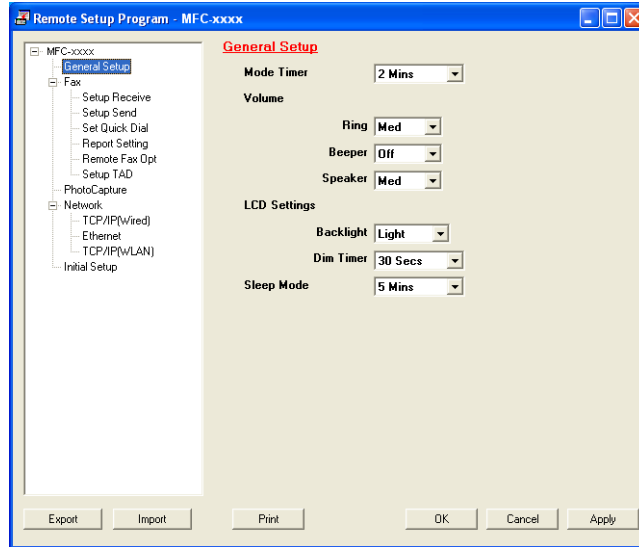 Remote Setup Program - MFC-xxxx
MFC-xxxx
General Setup
Fax
Setup Receive
Setup Send
Set Quick Dial
Report Setting
Remote Fax Opt
Setup TAD
PhotoCapture
Network
TCP/IP(Wired)
Ethernet
TCP/IP(WLAN)
Initial Setup
General Setup
Mode Timer 2 Mins
Volume
Ring Med
Beeper Off
Speaker Med
LCD Settings
Backlight Light
Dim Timer 30 Secs
Sleep Mode 5 Mins
Export Import Print OK Cancel Apply